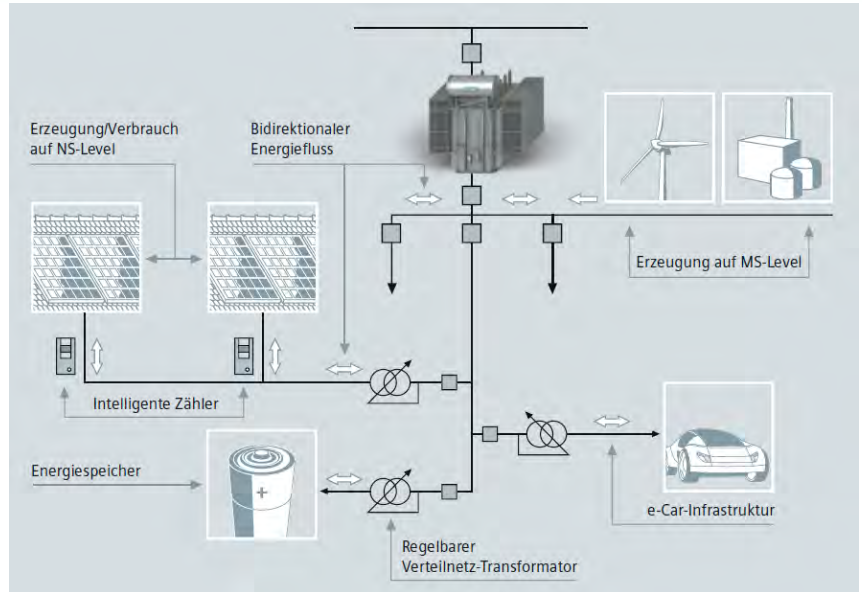 Erzeugung/Verbrauch
auf NS-Level
Bidirektionaler
Energiefluss
Erzeugung auf MS-Level
Intelligente Zähler
Energiespeicher
+
e-Car-Infrastruktur
Regelbarer
Verteilnetz-Transformator